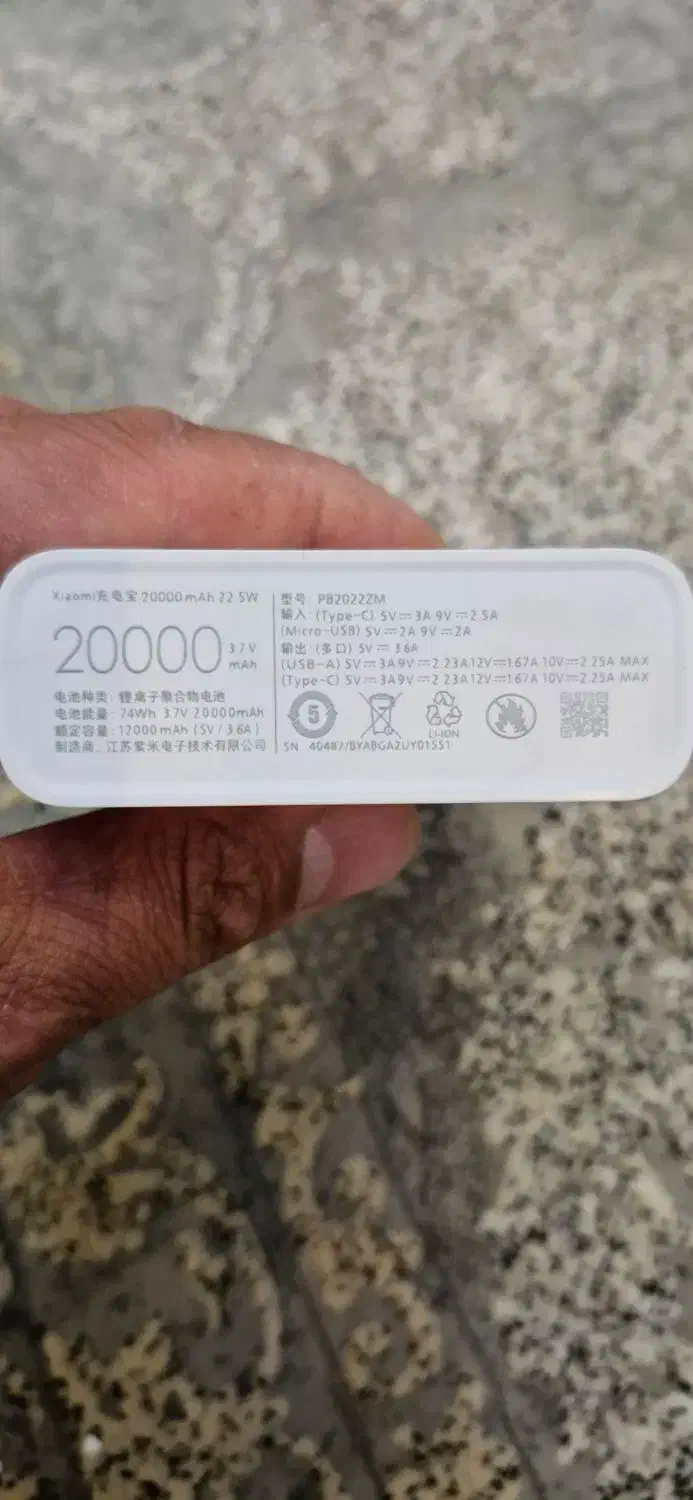 Xiaomi充电宝 20000mAh 22.5W
20000 3.7V
mAh
电池种类: 锂离子聚合物电池
电池能量: 74Wh 3.7V 20000mAh
额定容量: 12000mAh (5V / 3.6A)
制造商: 江苏紫米电子技术有限公司
型号: PB2022ZM
输入: (Type-C) 5V⎓3A 9V⎓2.5A
(Micro-USB) 5V⎓2A 9V⎓2A
输出: (多口) 5V⎓3.6A
(USB-A) 5V⎓3A 9V⎓2.23A 12V⎓1.67A 10V⎓2.25A MAX
(Type-C) 5V⎓3A 9V⎓2.23A 12V⎓1.67A 10V⎓2.25A MAX
5
LI-ION
SN: 40487/BYABGA2UY01551